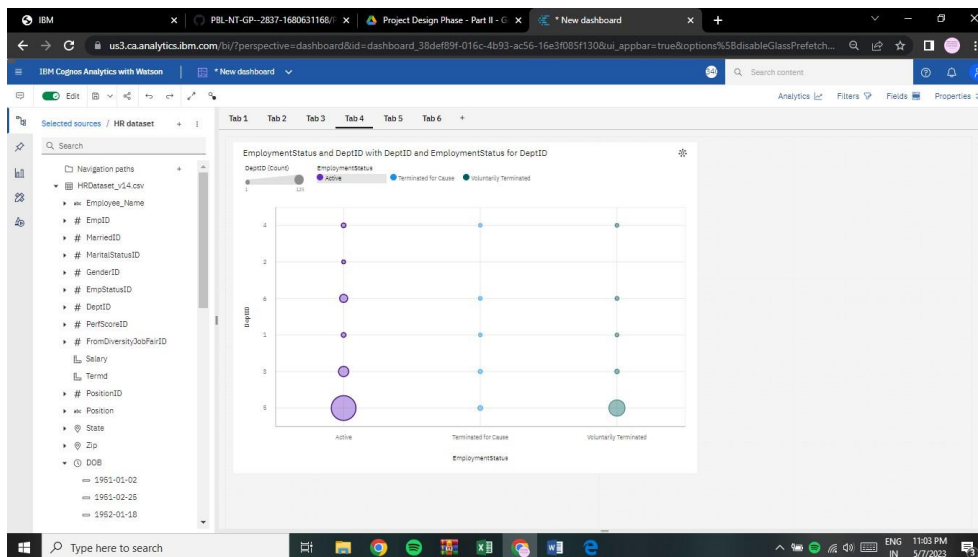 IBM
PBL-NT-GP--2837-1680631168/F
Project Design Phase - Part II - G
* New dashboard
us3.ca.analytics.ibm.com/bi/?perspective=dashboard&id=dashboard_38def89f-016c-4b93-ac56-16e3f085f130&ui_appbar=true&options%5BdisableGlassPrefetch...
IBM Cognos Analytics with Watson
* New dashboard
Search content
Edit
Analytics
Filters
Fields
Properties
Selected sources / HR dataset
Tab 1 Tab 2 Tab 3 Tab 4 Tab 5 Tab 6 +
Search
Navigation paths
HRDataset_v14.csv
abc Employee_Name
# EmpID
# MarriedID
# MaritalStatusID
# GenderID
# EmpStatusID
# DeptID
# PerfScoreID
# FromDiversityJobFairID
Salary
Termd
# PositionID
abc Position
State
Zip
DOB
1951-01-02
1951-02-25
1952-01-18
EmploymentStatus and DeptID with DeptID and EmploymentStatus for DeptID
DeptID (Count)
EmploymentStatus
Active Terminated for Cause Voluntarily Terminated
DeptID
4
2
6
1
3
5
Active Terminated for Cause Voluntarily Terminated
EmploymentStatus
Type here to search
ENG
IN
11:03 PM
5/7/2023